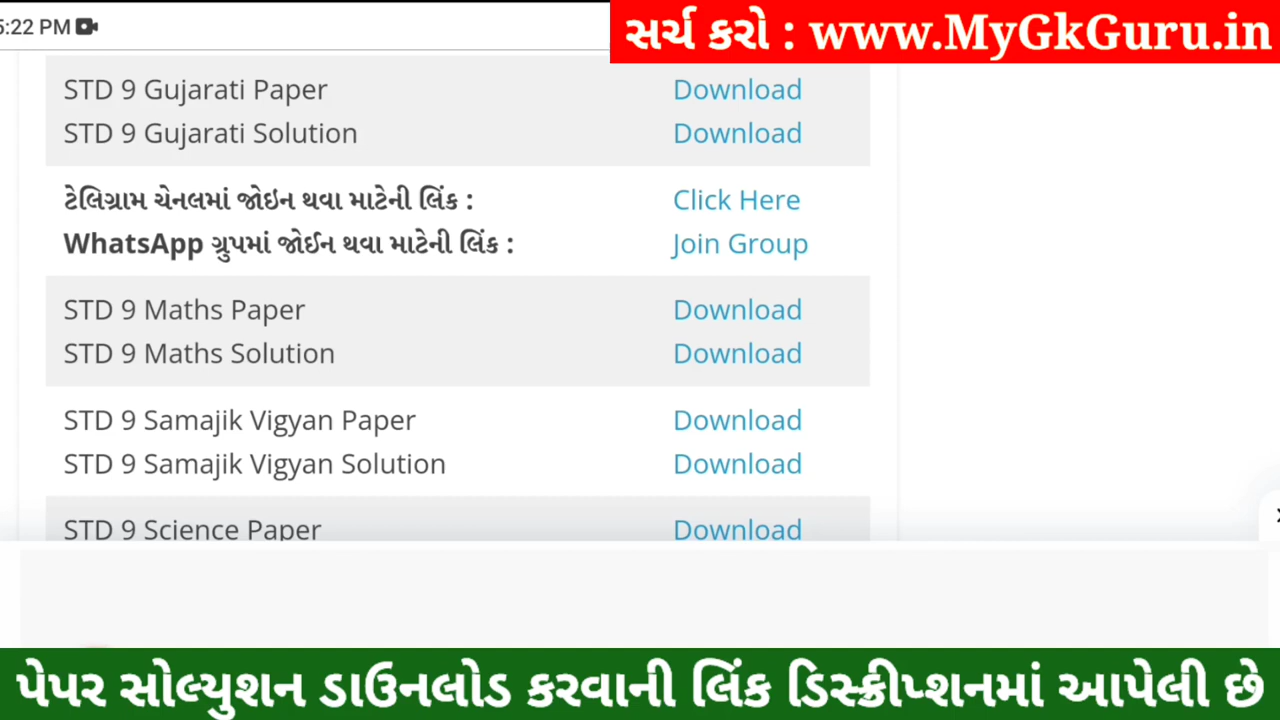 5:22 PM
સર્ચ કરો : www.MyGkGuru.in
STD 9 Gujarati Paper Download
STD 9 Gujarati Solution Download
ટેલિગ્રામ ચેનલમાં જોઇન થવા માટેની લિંક : Click Here
WhatsApp ગ્રુપમાં જોઈન થવા માટેની લિંક : Join Group
STD 9 Maths Paper Download
STD 9 Maths Solution Download
STD 9 Samajik Vigyan Paper Download
STD 9 Samajik Vigyan Solution Download
STD 9 Science Paper Download
પેપર સોલ્યુશન ડાઉનલોડ કરવાની લિંક ડિસ્ક્રીપ્શનમાં આપેલી છે